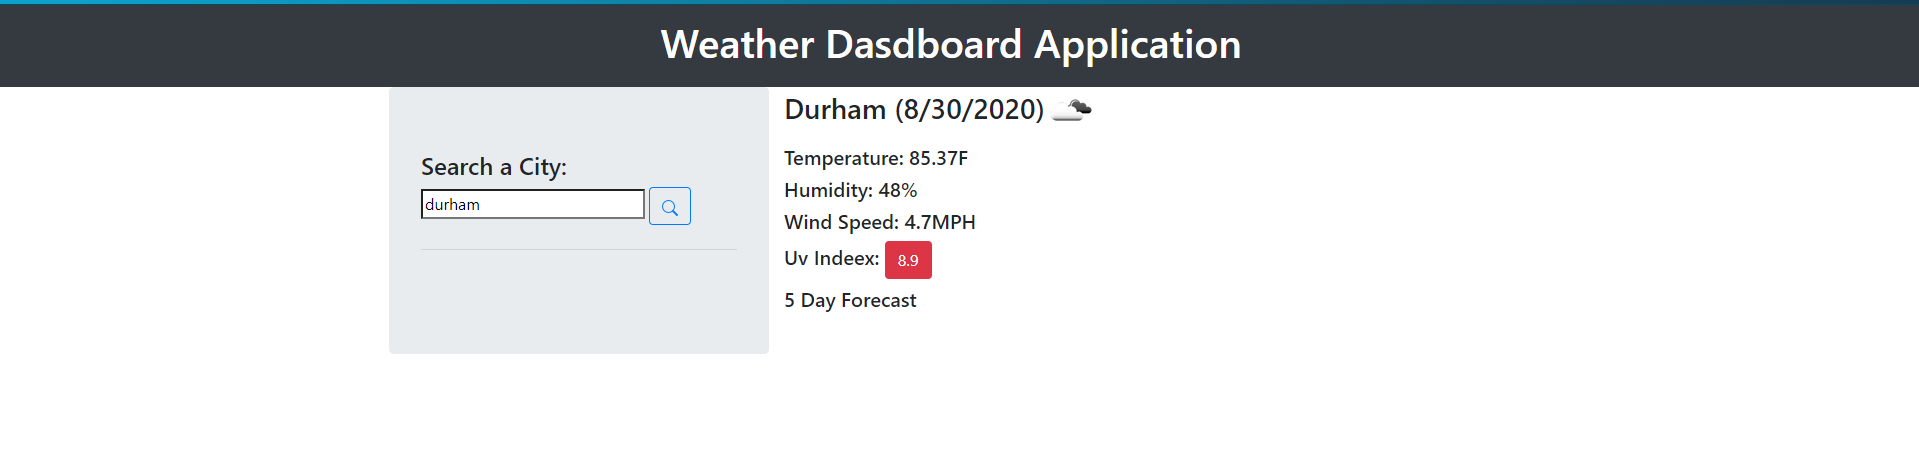 Weather Dasdboard Application
Search a City:
durham
Durham (8/30/2020)
Temperature: 85.37F
Humidity: 48%
Wind Speed: 4.7MPH
Uv Indeex: 8.9
5 Day Forecast